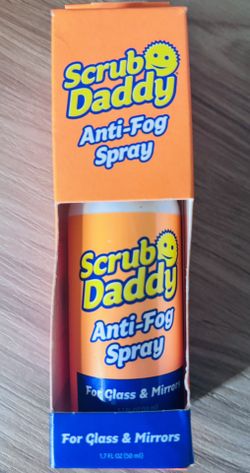 Scrub
Daddy
Anti-Fog
Spray
Scrub
Daddy
Anti-Fog
Spray
For Glass & Mirrors
For Glass & Mirrors
1.7 FL OZ (50 ml)